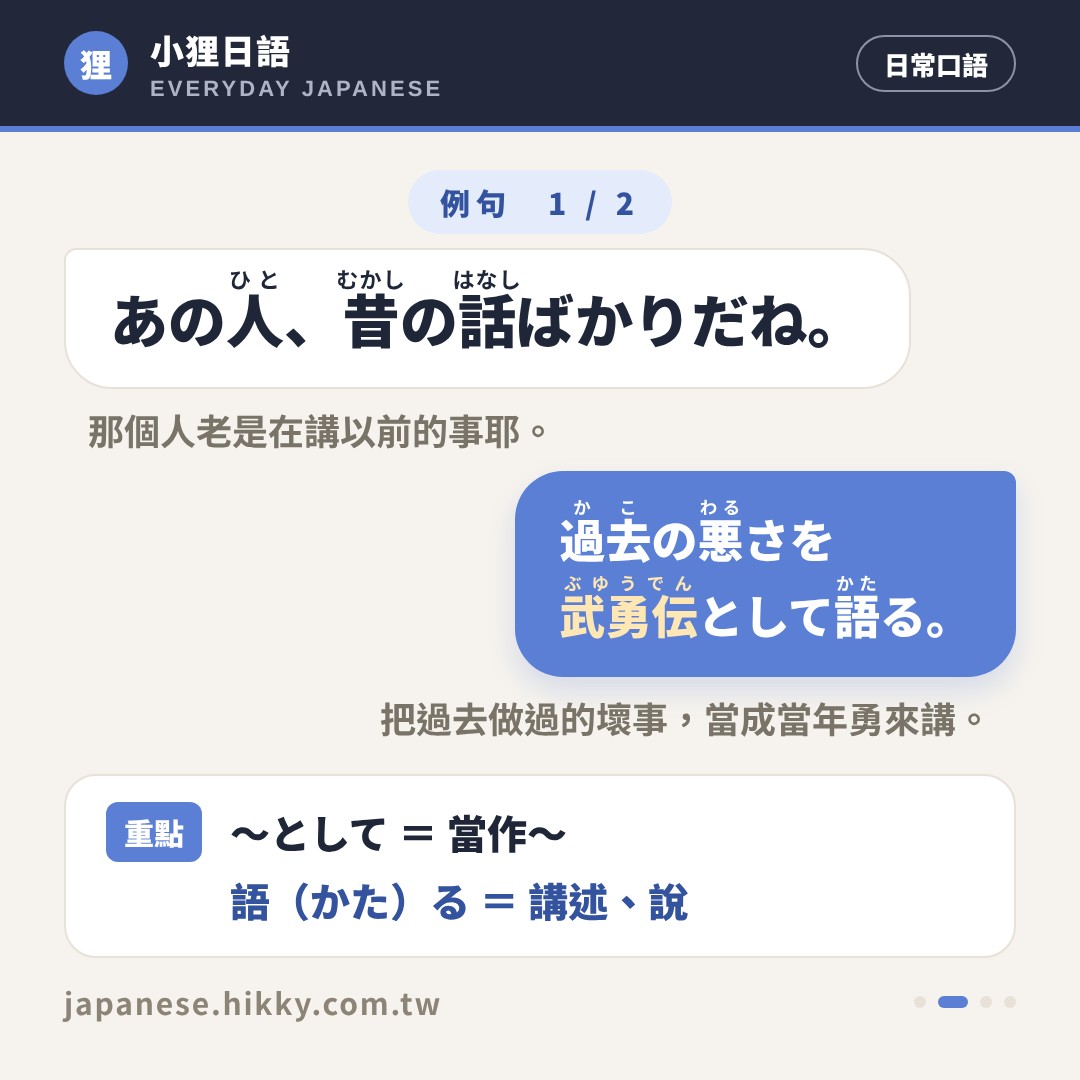 狸
小狸日語
EVERYDAY JAPANESE
日常口語
例句 1 / 2
ひと むかし はなし
あの人、昔の話ばかりだね。
那個人老是在講以前的事耶。
かこ わる
過去の悪さを
ぶゆうでん かた
武勇伝として語る。
把過去做過的壞事，當成當年勇來講。
重點 〜として ＝ 當作〜
語（かた）る ＝ 講述、說
japanese.hikky.com.tw